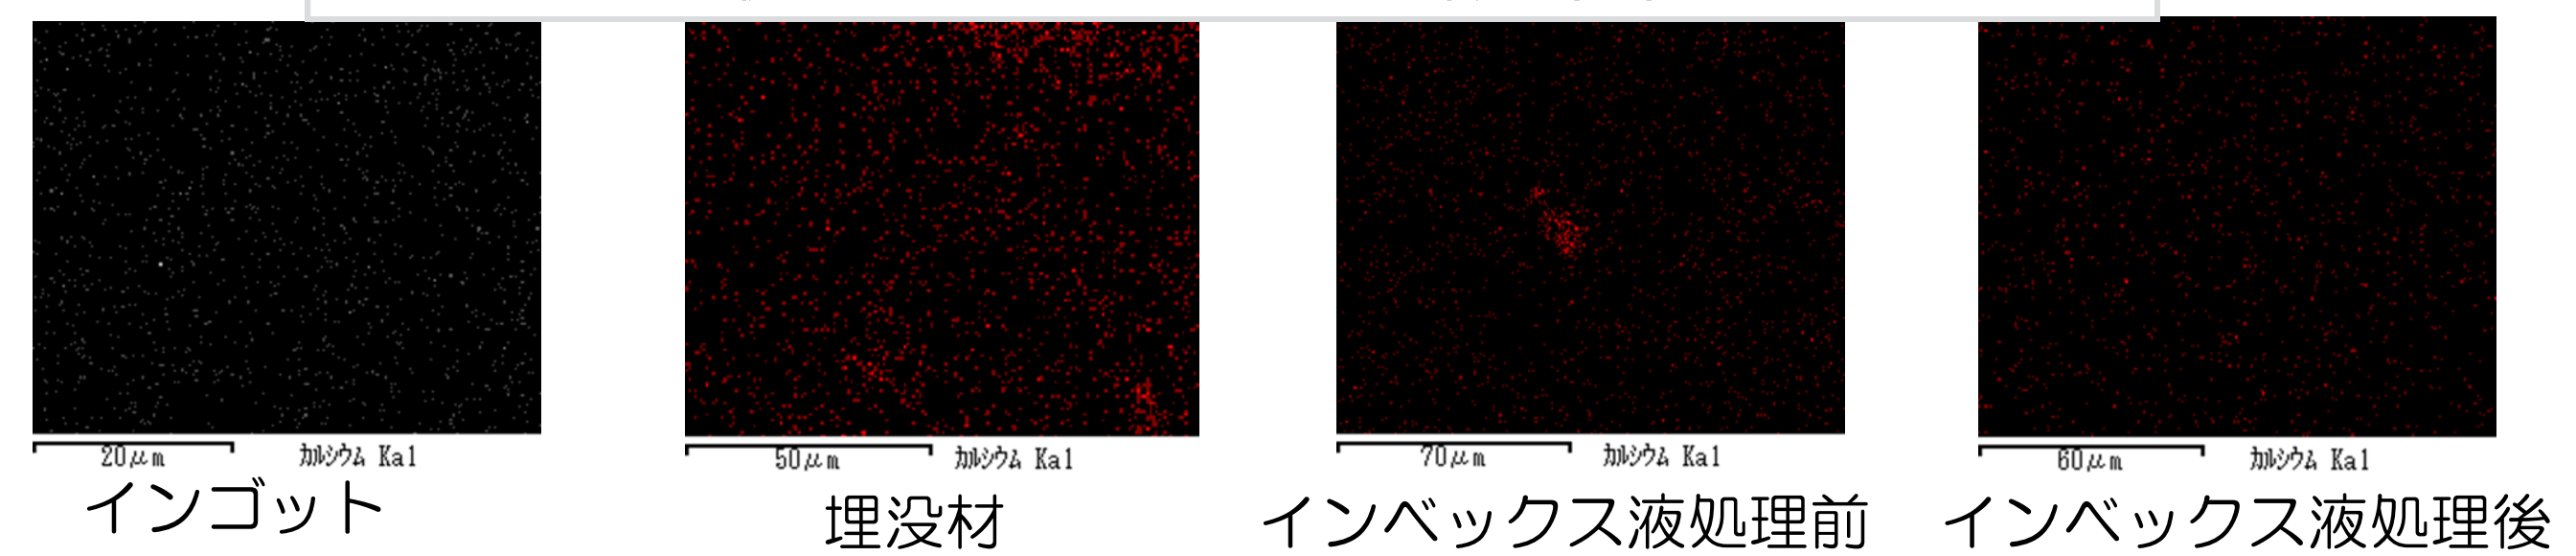 20μm カルシウム Ka1
インゴット
50μm カルシウム Ka1
埋没材
70μm カルシウム Ka1
インベックス液処理前
60μm カルシウム Ka1
インベックス液処理後